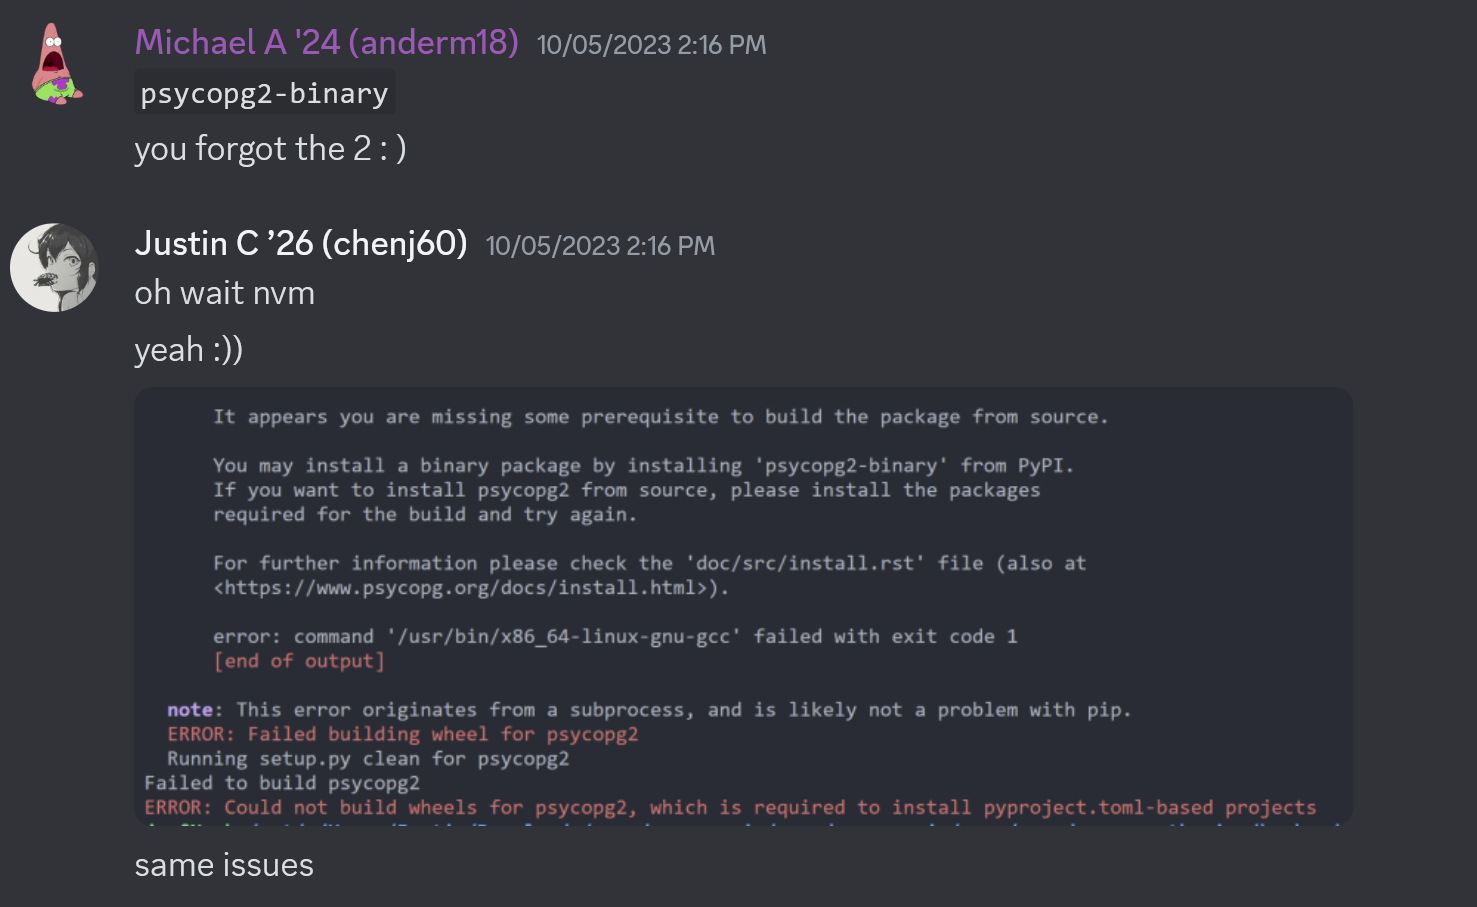 Michael A '24 (anderm18) 10/05/2023 2:16 PM
psycopg2-binary
you forgot the 2 : )
Justin C ’26 (chenj60) 10/05/2023 2:16 PM
oh wait nvm
yeah :))
It appears you are missing some prerequisite to build the package from source.
You may install a binary package by installing 'psycopg2-binary' from PyPI.
If you want to install psycopg2 from source, please install the packages
required for the build and try again.
For further information please check the 'doc/src/install.rst' file (also at
<https://www.psycopg.org/docs/install.html>).
error: command '/usr/bin/x86_64-linux-gnu-gcc' failed with exit code 1
[end of output]
note: This error originates from a subprocess, and is likely not a problem with pip.
ERROR: Failed building wheel for psycopg2
Running setup.py clean for psycopg2
Failed to build psycopg2
ERROR: Could not build wheels for psycopg2, which is required to install pyproject.toml-based projects
same issues